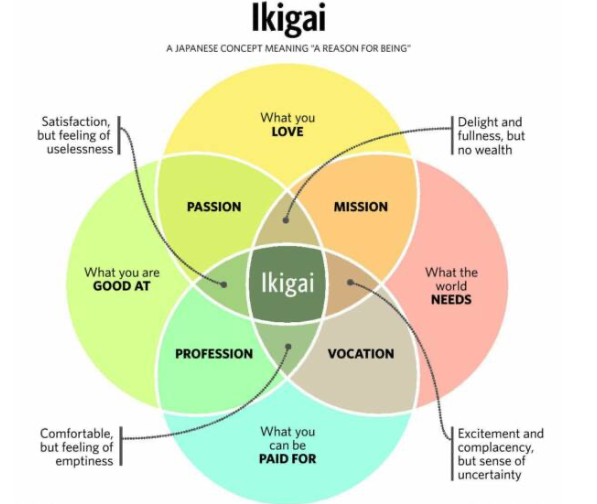 Ikigai
A JAPANESE CONCEPT MEANING “A REASON FOR BEING”
Satisfaction,
but feeling of
uselessness
What you
LOVE
Delight and
fullness, but
no wealth
PASSION
MISSION
What you are
GOOD AT
Ikigai
What the
world
NEEDS
PROFESSION
VOCATION
Comfortable,
but feeling of
emptiness
What you
can be
PAID FOR
Excitement and
complacency,
but sense of
uncertainty